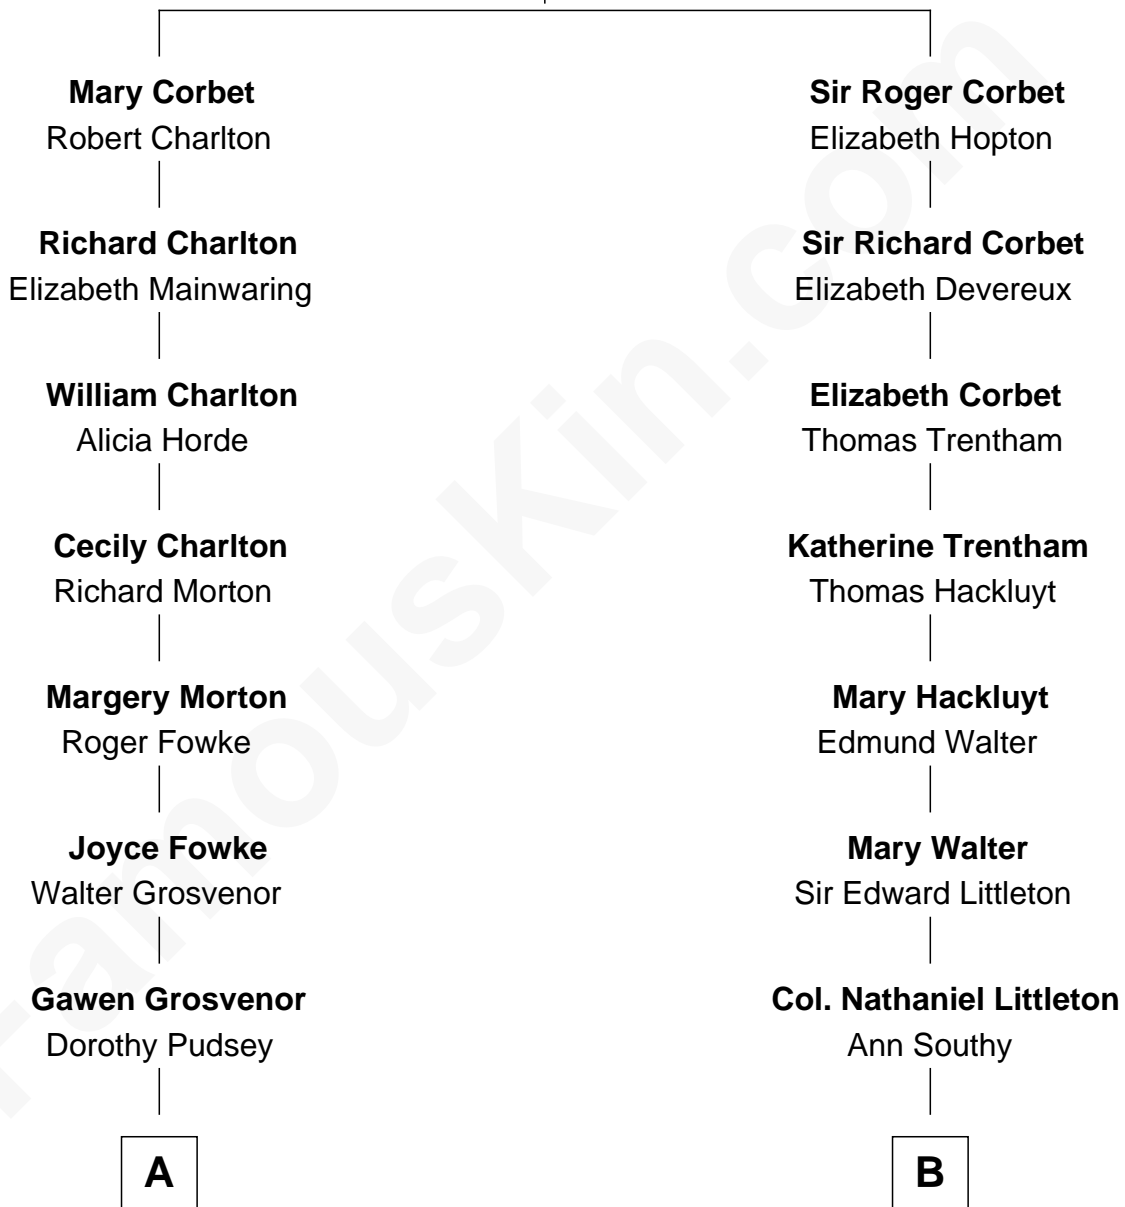 Mary Corbet
Robert Charlton
Richard Charlton
Elizabeth Mainwaring
William Charlton
Alicia Horde
Cecily Charlton
Richard Morton
Margery Morton
Roger Fowke
Joyce Fowke
Walter Grosvenor
Gawen Grosvenor
Dorothy Pudsey
A
Sir Roger Corbet
Elizabeth Hopton
Sir Richard Corbet
Elizabeth Devereux
Elizabeth Corbet
Thomas Trentham
Katherine Trentham
Thomas Hackluyt
Mary Hackluyt
Edmund Walter
Mary Walter
Sir Edward Littleton
Col. Nathaniel Littleton
Ann Southy
B
FamousKin.com